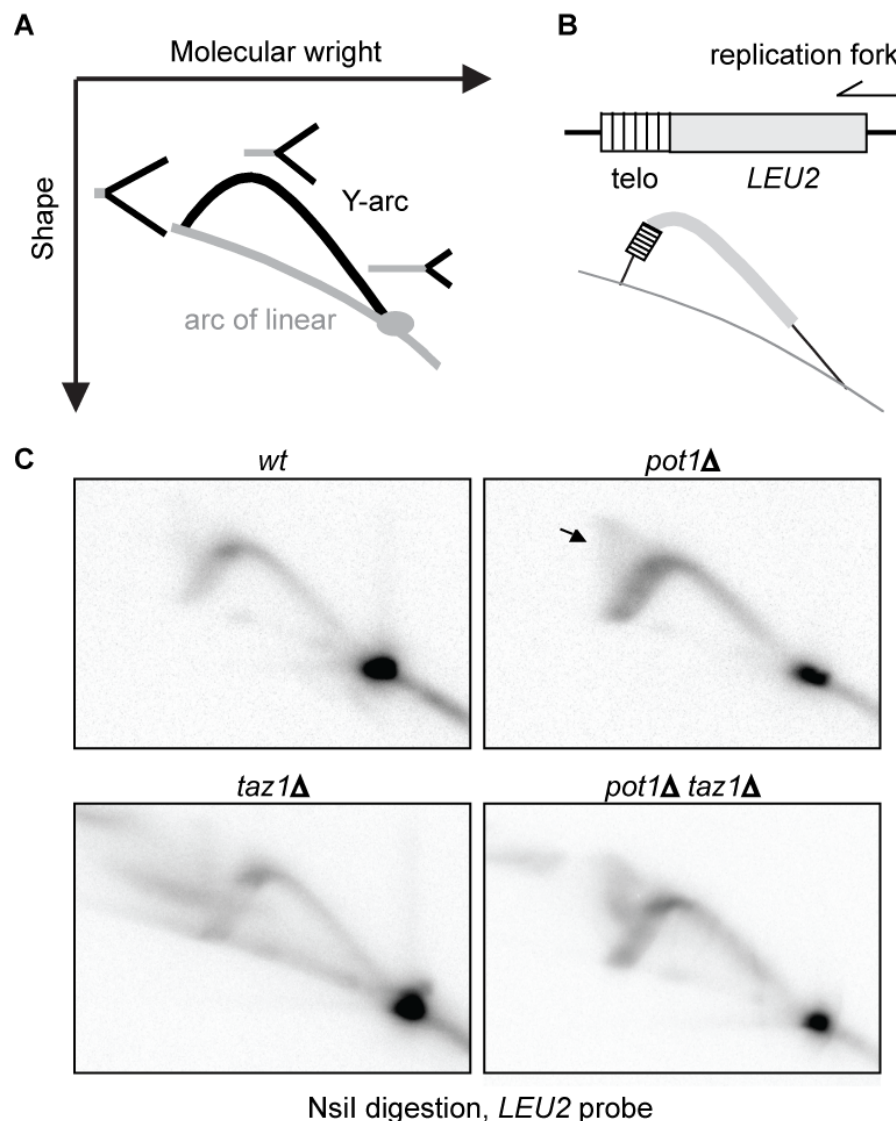 A
Molecular wright
Shape
Y-arc
arc of linear
B
replication fork
telo LEU2
C
wt
pot1Δ
taz1Δ
pot1Δ taz1Δ
NsiI digestion, LEU2 probe